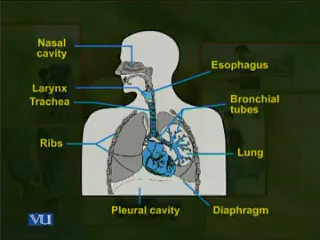 Nasal
cavity
Esophagus
Larynx
Trachea
Bronchial
tubes
Ribs
Lung
Pleural cavity
Diaphragm
VU